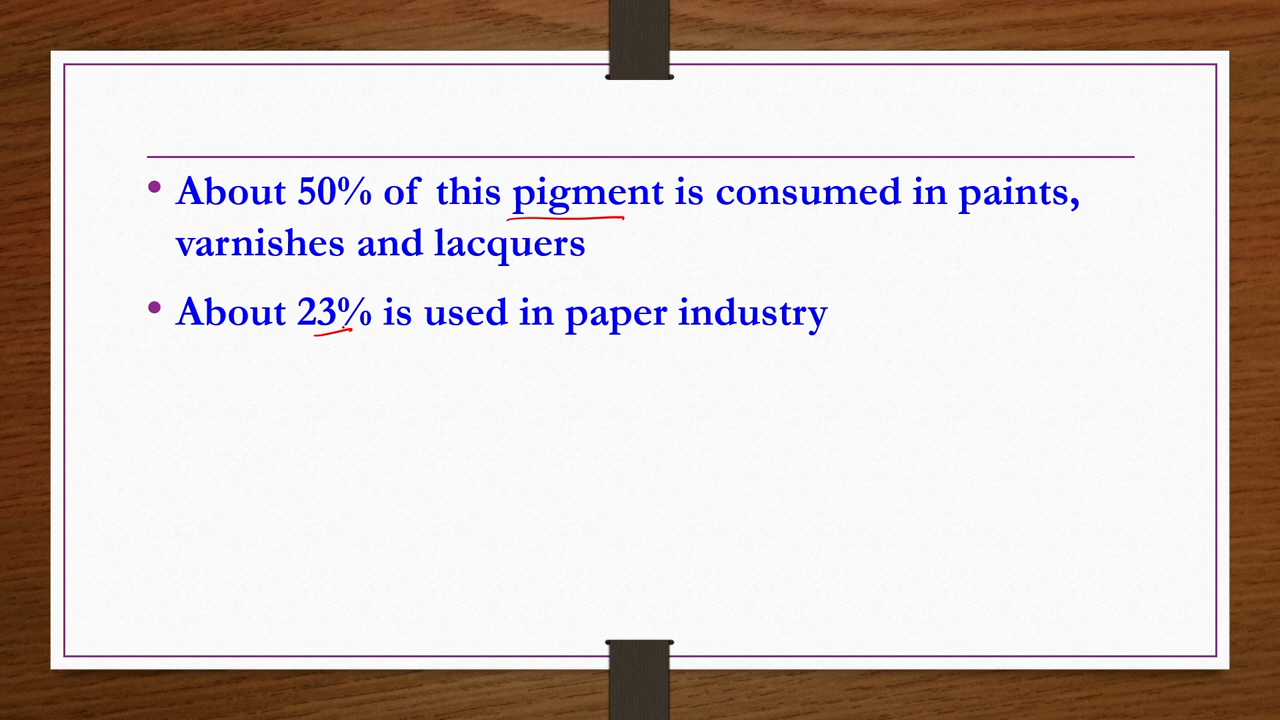 • About 50% of this pigment is consumed in paints,
varnishes and lacquers
• About 23% is used in paper industry